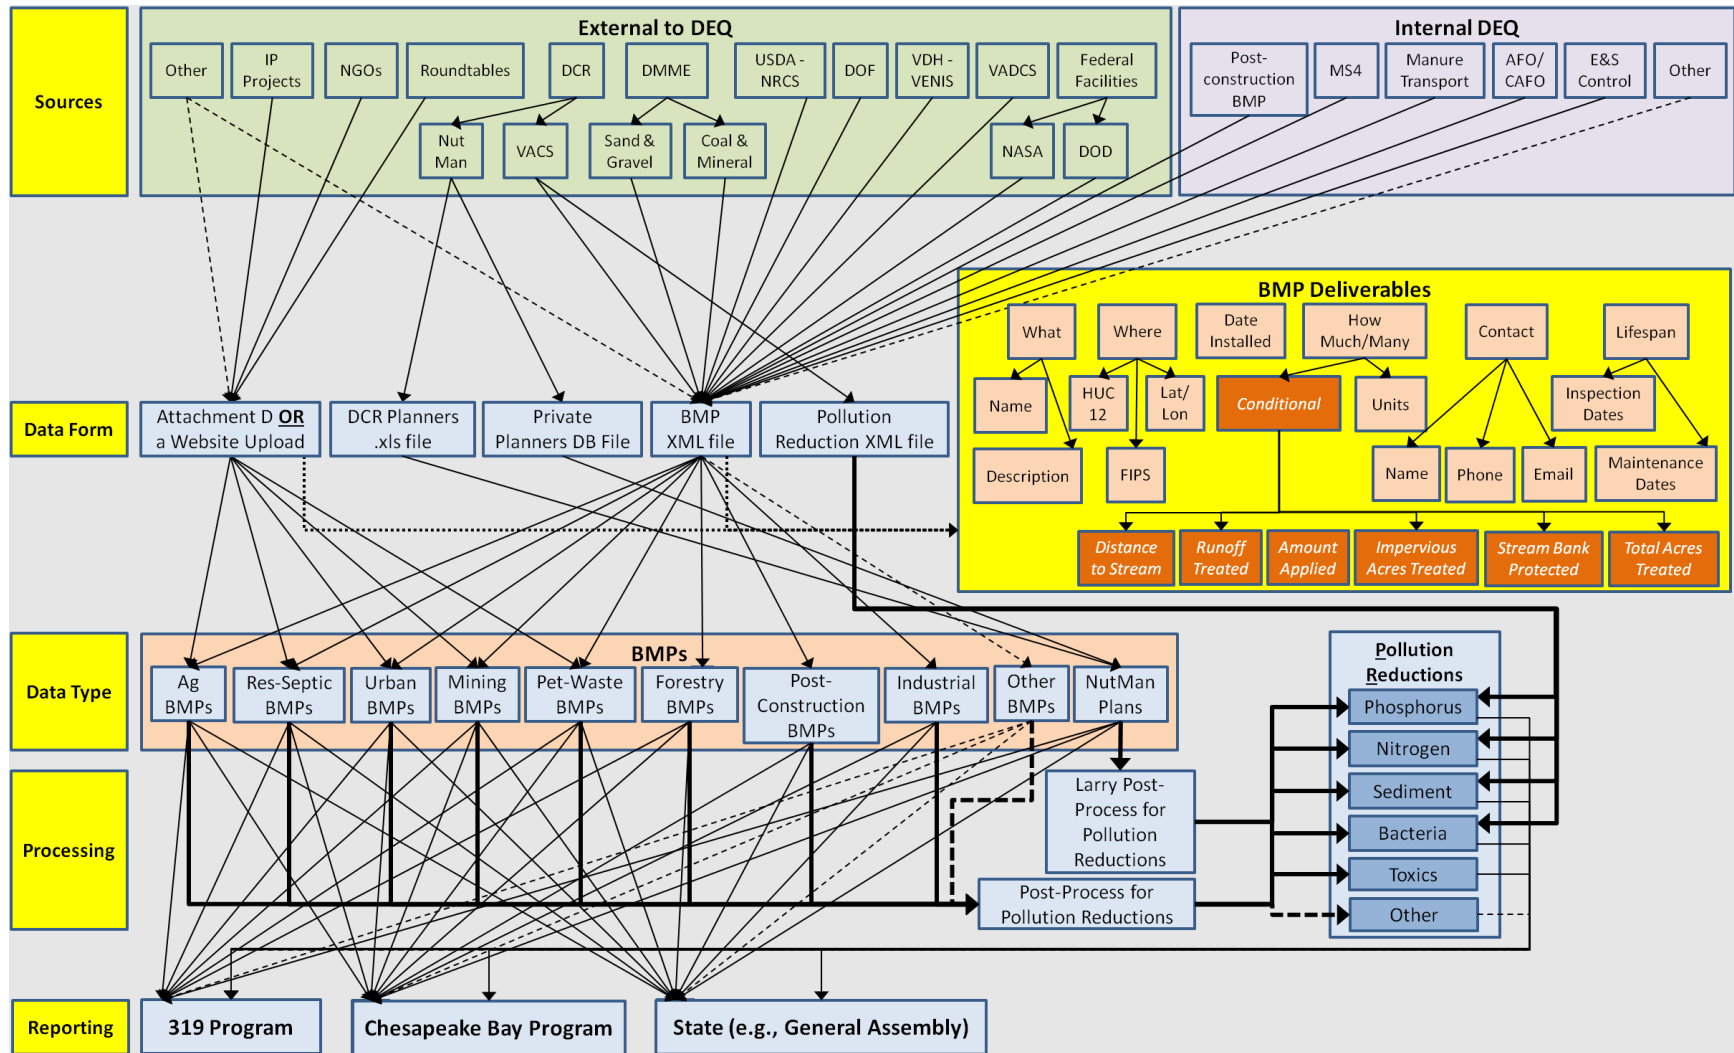 External to DEQ
Internal DEQ
Sources
Other
IP
Projects
NGOs
Roundtables
DCR
DMME
USDA -
NRCS
DOF
VDH -
VENIS
VADCS
Federal
Facilities
Post-
construction
BMP
MS4
Manure
Transport
AFO/
CAFO
E&S
Control
Other
Nut
Man
VACS
Sand &
Gravel
Coal &
Mineral
NASA
DOD
BMP Deliverables
What
Where
Date
Installed
How
Much/Many
Contact
Lifespan
Name
HUC
12
Lat/
Lon
Conditional
Units
Inspection
Dates
Description
FIPS
Name
Phone
Email
Maintenance
Dates
Distance
to Stream
Runoff
Treated
Amount
Applied
Impervious
Acres Treated
Stream Bank
Protected
Total Acres
Treated
Data Form
Attachment D OR
a Website Upload
DCR Planners
.xls file
Private
Planners DB File
BMP
XML file
Pollution
Reduction XML file
Data Type
BMPs
Ag
BMPs
Res-Septic
BMPs
Urban
BMPs
Mining
BMPs
Pet-Waste
BMPs
Forestry
BMPs
Post-
Construction
BMPs
Industrial
BMPs
Other
BMPs
NutMan
Plans
Pollution
Reductions
Phosphorus
Nitrogen
Sediment
Bacteria
Toxics
Other
Processing
Larry Post-
Process for
Pollution
Reductions
Post-Process for
Pollution Reductions
Reporting
319 Program
Chesapeake Bay Program
State (e.g., General Assembly)